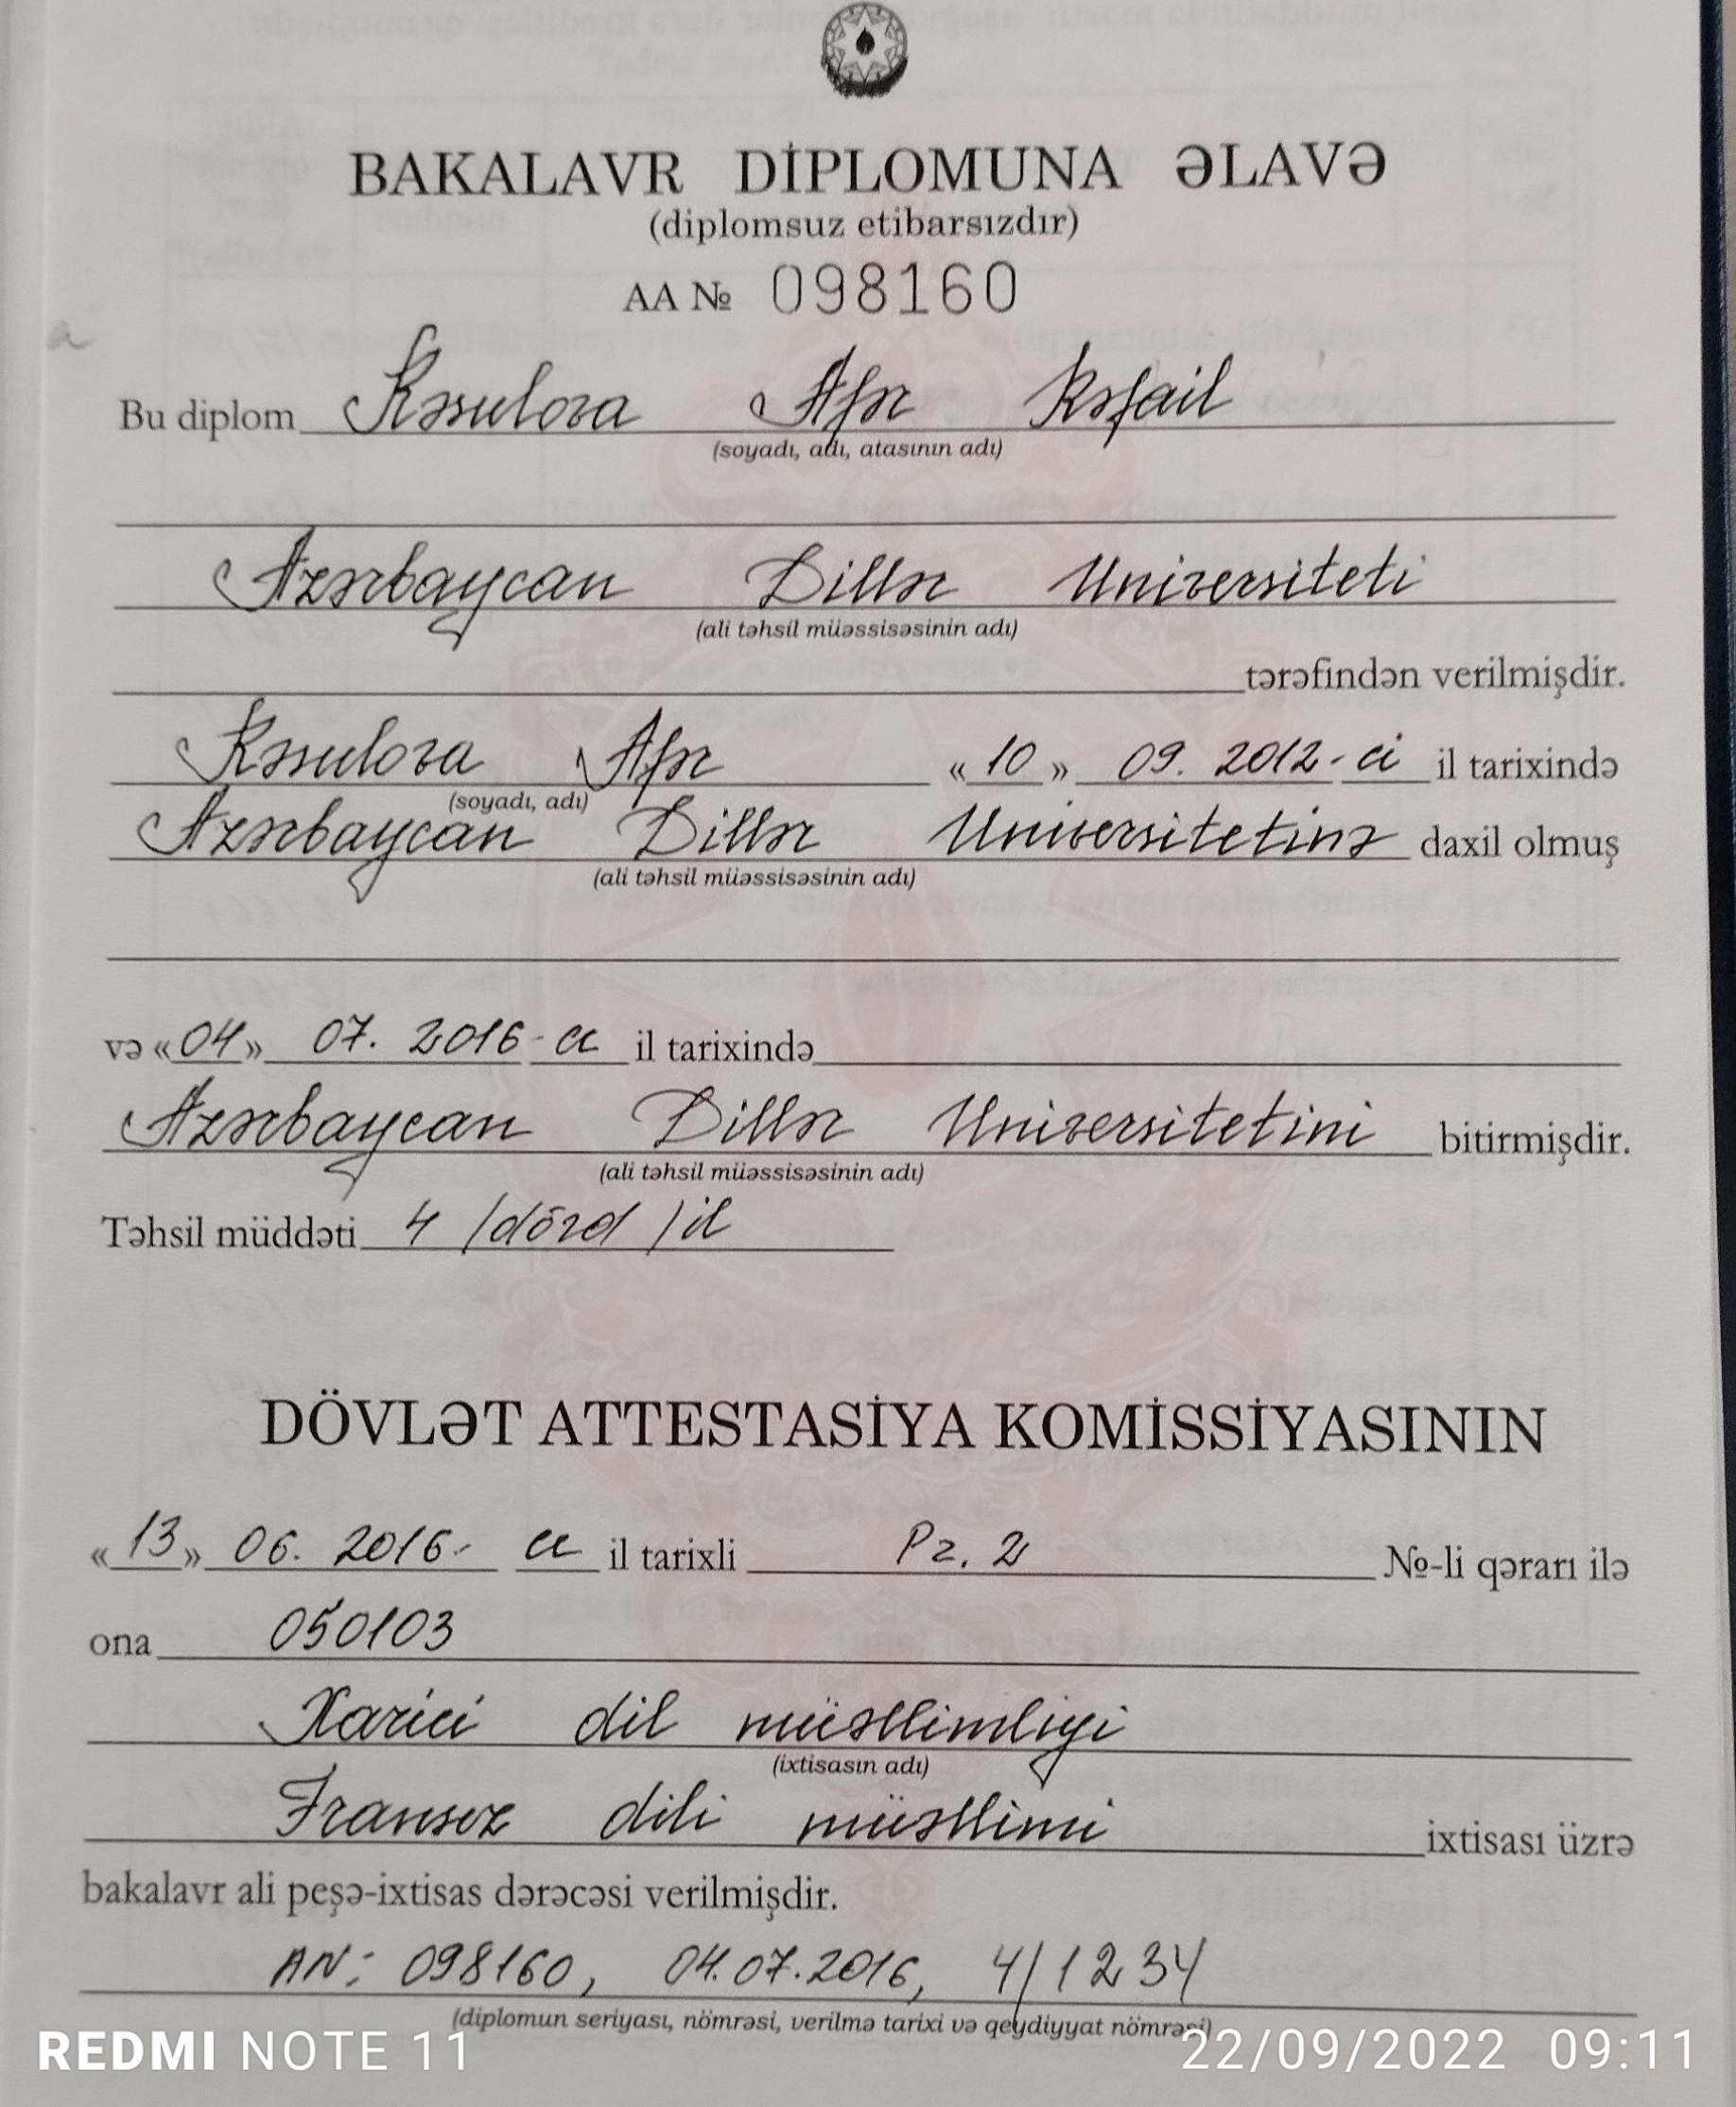 BAKALAVR DİPLOMUNA ƏLAVƏ
(diplomsuz etibarsızdır)
AA № 098160
Bu diplom Rəsulova Afər Rəfail
(soyadı, adı, atasının adı)
Azərbaycan Dillər Universiteti
(ali təhsil müəssisəsinin adı)
tərəfindən verilmişdir.
Rəsulova Afər «10» 09. 2012-ci il tarixində
(soyadı, adı)
Azərbaycan Dillər Universitetinə daxil olmuş
(ali təhsil müəssisəsinin adı)
və «04» 07. 2016-cı il tarixində
Azərbaycan Dillər Universitetini bitirmişdir.
(ali təhsil müəssisəsinin adı)
Təhsil müddəti 4 /dörd/ il
DÖVLƏT ATTESTASİYA KOMİSSİYASININ
«13» 06. 2016-cı il tarixli Pr. 2 №-li qərarı ilə
ona 050103
Xarici dil müəllimliyi
(ixtisasın adı)
Fransız dili müəllimi ixtisası üzrə
bakalavr ali peşə-ixtisas dərəcəsi verilmişdir.
AN: 098160, 04.07.2016, 4/1234
(diplomun seriyası, nömrəsi, verilmə tarixi və qeydiyyat nömrəsi)
REDMI NOTE 11 22/09/2022 09:11